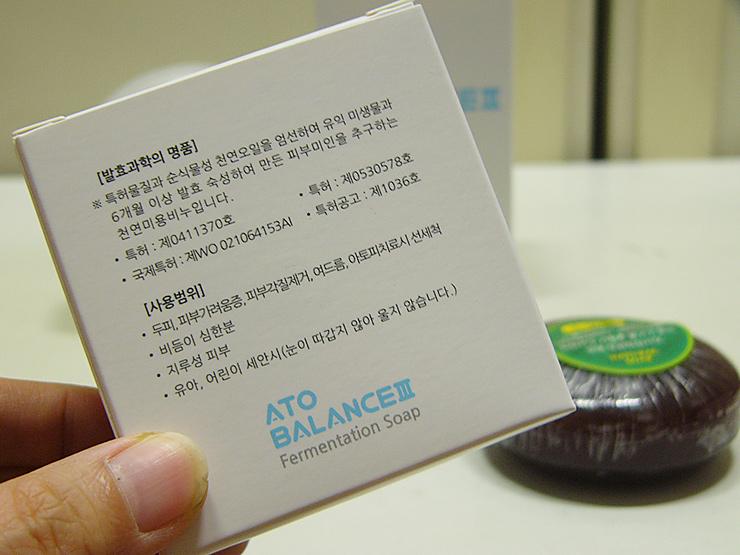 [발효과학의 명품]
※ 특허물질과 순식물성 천연오일을 엄선하여 유익 미생물과
6개월 이상 발효 숙성하여 만든 피부미인을 추구하는
천연미용비누입니다.
• 특허 : 제0411370호 • 특허 : 제0530578호
• 국제특허 : 제WO 021064153AI • 특허공고 : 제1036호
[사용범위]
• 두피, 피부가려움증, 피부각질제거, 여드름, 아토피치료시 선세척
• 비듬이 심한분
• 지루성 피부
• 유아, 어린이 세안시(눈이 따갑지 않아 울지 않습니다.)
ATO
BALANCEⅢ
Fermentation Soap
EⅢ